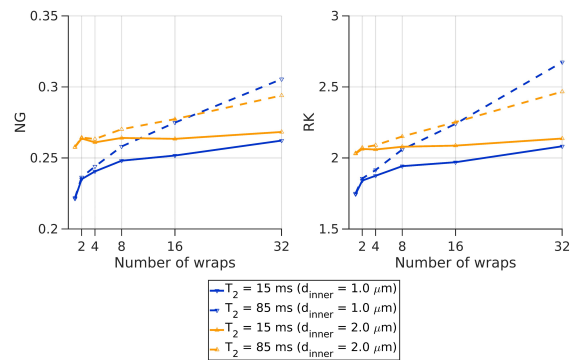 0.35
0.3
0.25
0.2
NG
2 4 8 16 32
Number of wraps
3
2.5
2
1.5
RK
2 4 8 16 32
Number of wraps
T2 = 15 ms (dinner = 1.0 μm)
T2 = 85 ms (dinner = 1.0 μm)
T2 = 15 ms (dinner = 2.0 μm)
T2 = 85 ms (dinner = 2.0 μm)